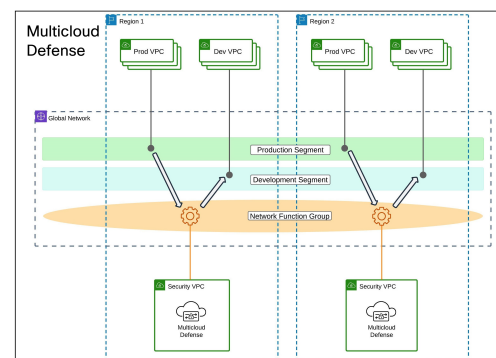 Multicloud
Defense
Region 1
Region 2
Prod VPC
Dev VPC
Prod VPC
Dev VPC
Global Network
Production Segment
Development Segment
Network Function Group
Security VPC
Multicloud
Defense
Security VPC
Multicloud
Defense